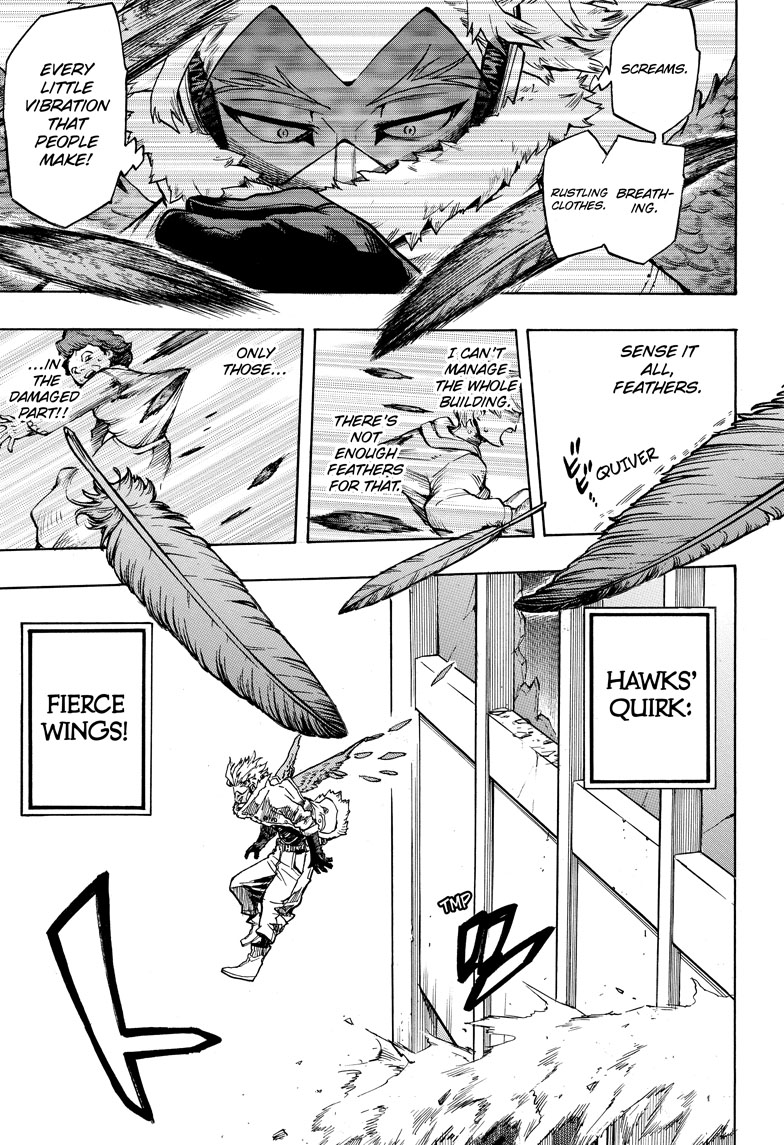 SCREAMS.
BREATH-
ING.
RUSTLING
CLOTHES.
EVERY
LITTLE
VIBRATION
THAT
PEOPLE
MAKE!
SENSE IT
ALL,
FEATHERS.
QUIVER
I CAN'T
MANAGE
THE WHOLE
BUILDING.
THERE'S
NOT
ENOUGH
FEATHERS
FOR THAT.
ONLY
THOSE...
...IN
THE
DAMAGED
PART!!
HAWKS'
QUIRK:
FIERCE
WINGS!
TMP
ト